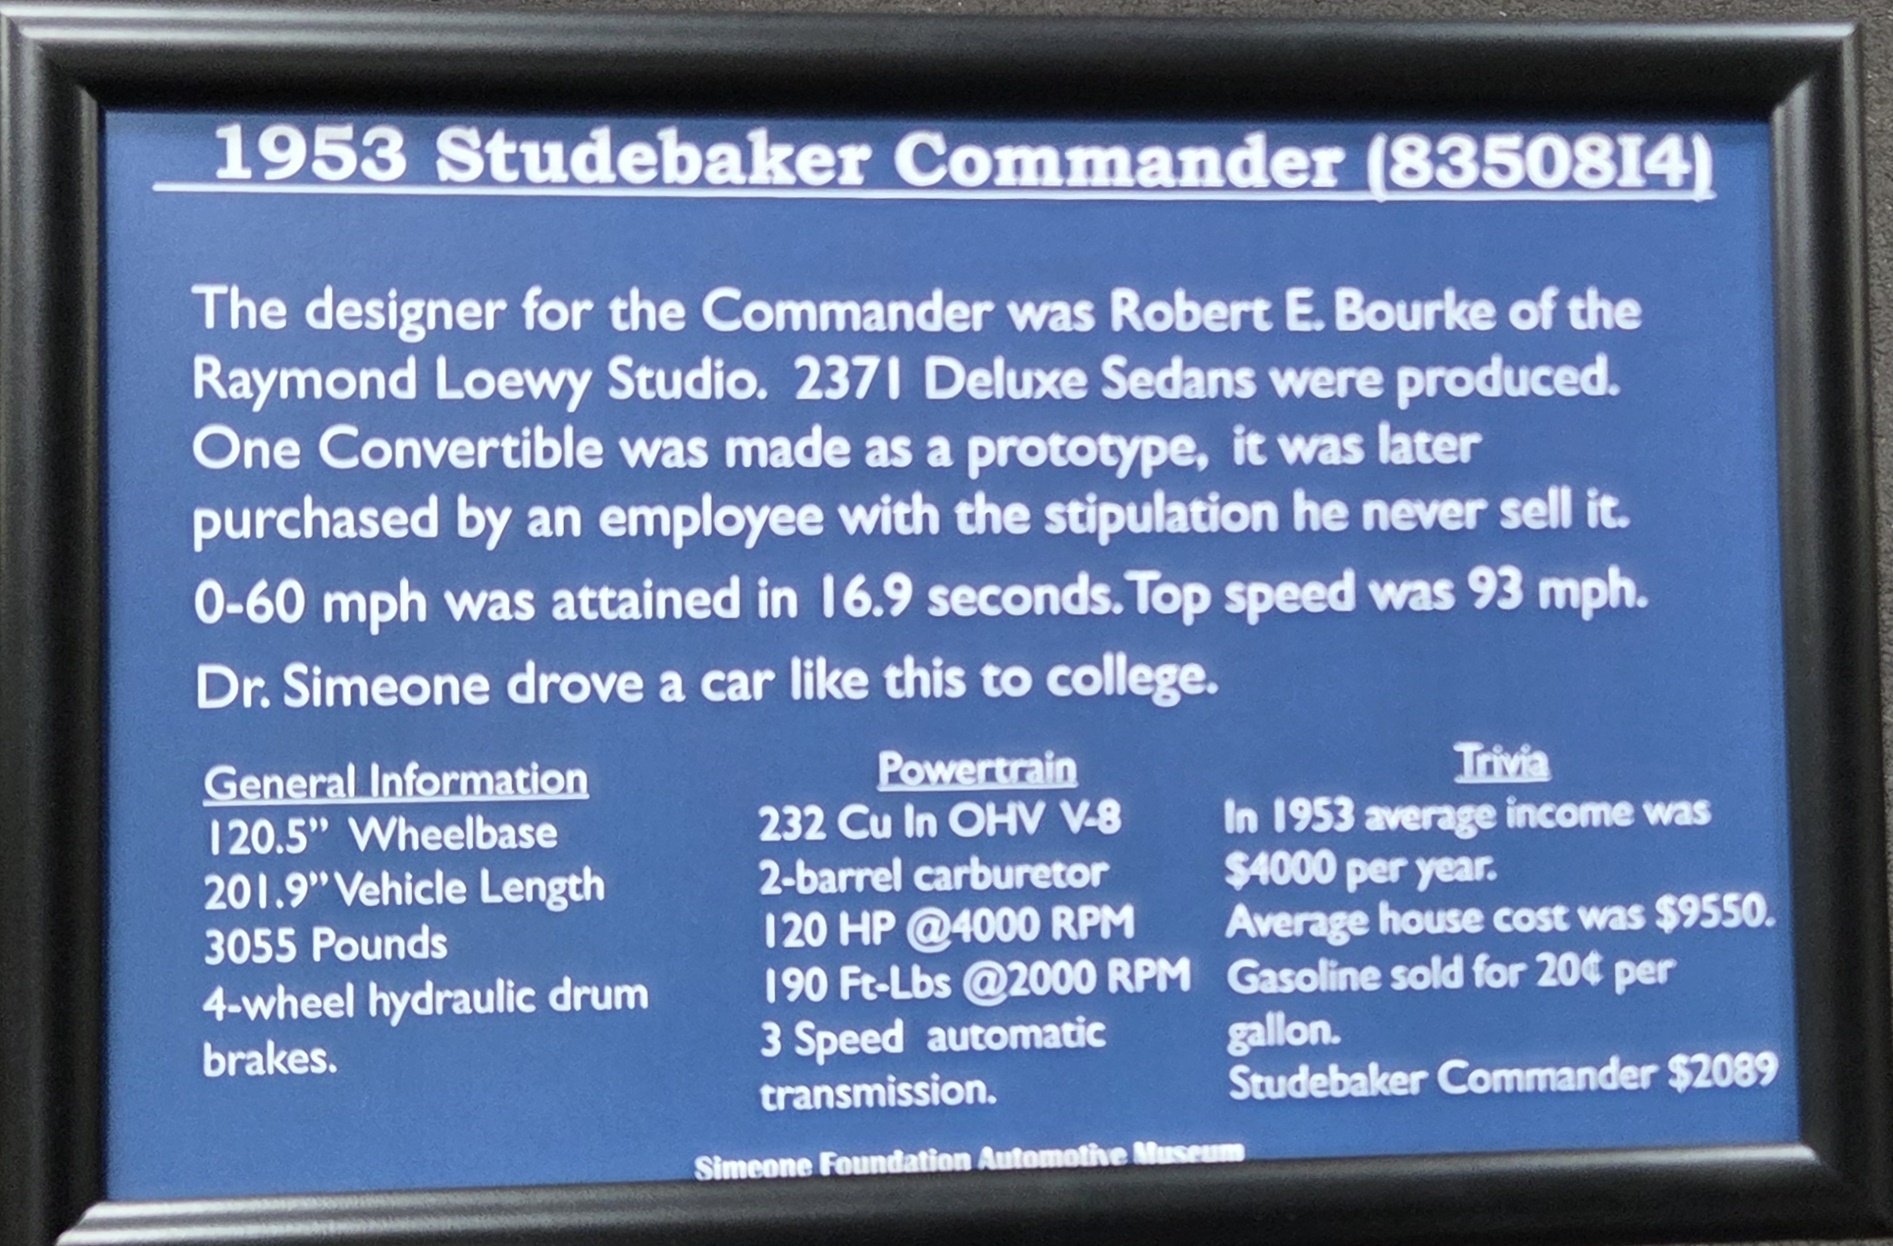 1953 Studebaker Commander (83508I4)
The designer for the Commander was Robert E. Bourke of the
Raymond Loewy Studio. 2371 Deluxe Sedans were produced.
One Convertible was made as a prototype, it was later
purchased by an employee with the stipulation he never sell it.
0-60 mph was attained in 16.9 seconds. Top speed was 93 mph.
Dr. Simeone drove a car like this to college.
General Information
120.5” Wheelbase
201.9” Vehicle Length
3055 Pounds
4-wheel hydraulic drum
brakes.
Powertrain
232 Cu In OHV V-8
2-barrel carburetor
120 HP @4000 RPM
190 Ft-Lbs @2000 RPM
3 Speed automatic
transmission.
Trivia
In 1953 average income was
$4000 per year.
Average house cost was $9550.
Gasoline sold for 20¢ per
gallon.
Studebaker Commander $2089
Simeone Foundation Automotive Museum